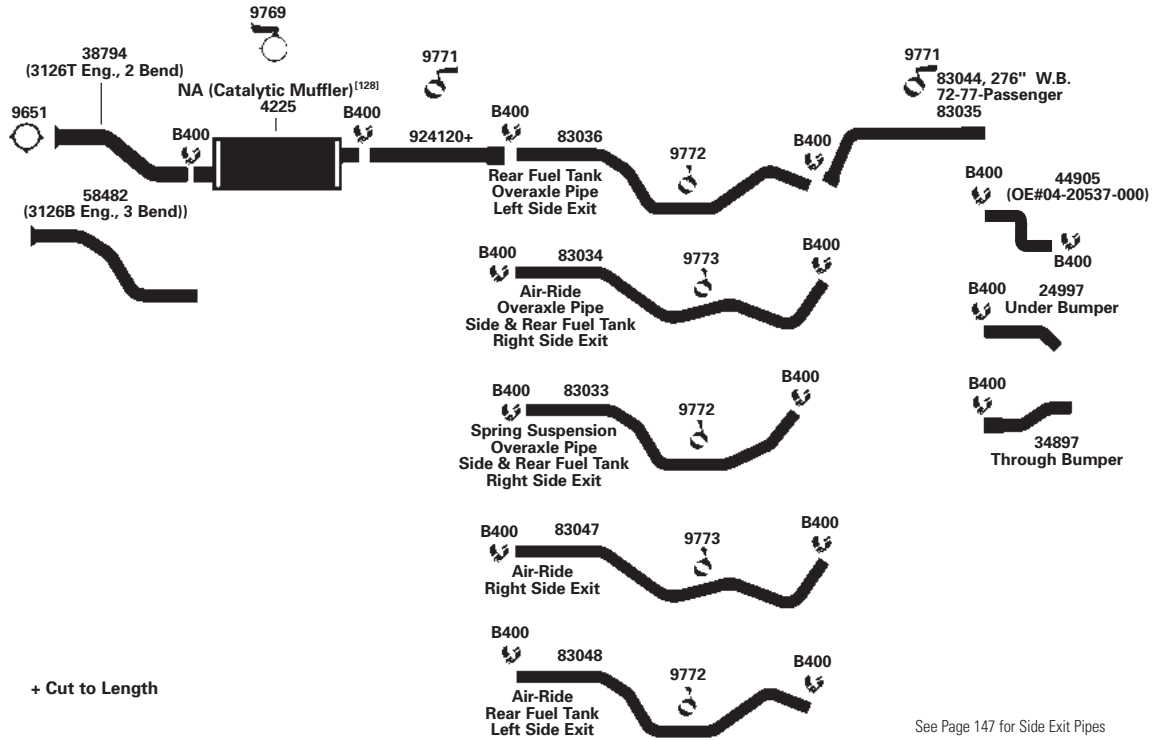 9769
38794
(3126T Eng., 2 Bend)
9771
9771
83044, 276" W.B.
72-77-Passenger
83035
NA (Catalytic Muffler)[128]
4225
9651
B400
B400
924120+
B400
83036
9772
B400
Rear Fuel Tank
Overaxle Pipe
Left Side Exit
58482
(3126B Eng., 3 Bend))
B400
44905
(OE#04-20537-000)
B400
B400
83034
9773
B400
Air-Ride
Overaxle Pipe
Side & Rear Fuel Tank
Right Side Exit
B400
24997
Under Bumper
B400
83033
9772
B400
Spring Suspension
Overaxle Pipe
Side & Rear Fuel Tank
Right Side Exit
B400
34897
Through Bumper
B400
83047
9773
B400
Air-Ride
Right Side Exit
B400
83048
9772
B400
Air-Ride
Rear Fuel Tank
Left Side Exit
+ Cut to Length
See Page 147 for Side Exit Pipes